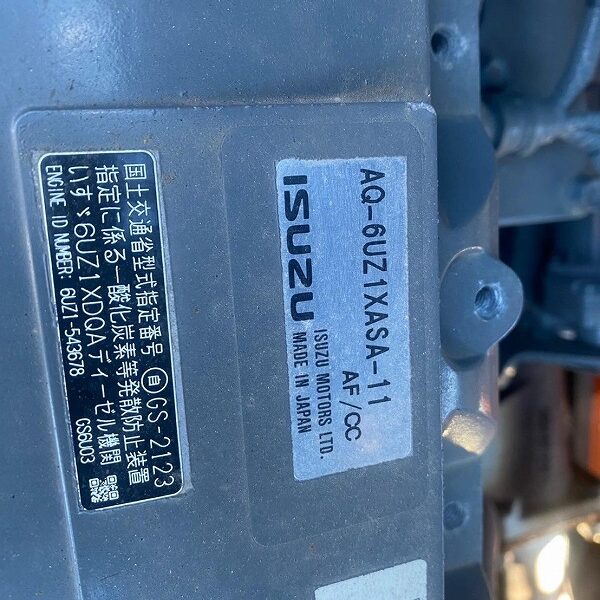 国土交通省型式指定番号 自GS-2123
指定に係る一酸化炭素等発散防止装置
いすゞ6UZ1XDQAディーゼル機関
ENGINE ID NUMBER: 6UZ1-543678 GS6U03
AQ-6UZ1XASA-11
AF/CC
ISUZU ISUZU MOTORS LTD.
MADE IN JAPAN